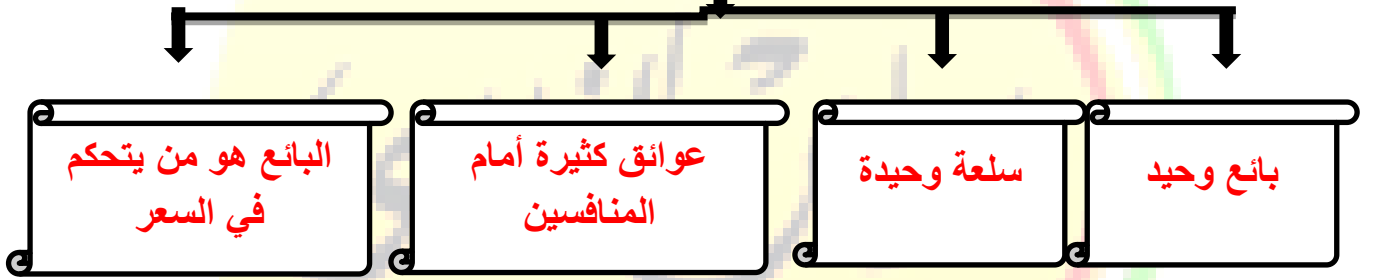 بائع وحيد
سلعة وحيدة
عوائق كثيرة أمام
المنافسين
البائع هو من يتحكم
في السعر